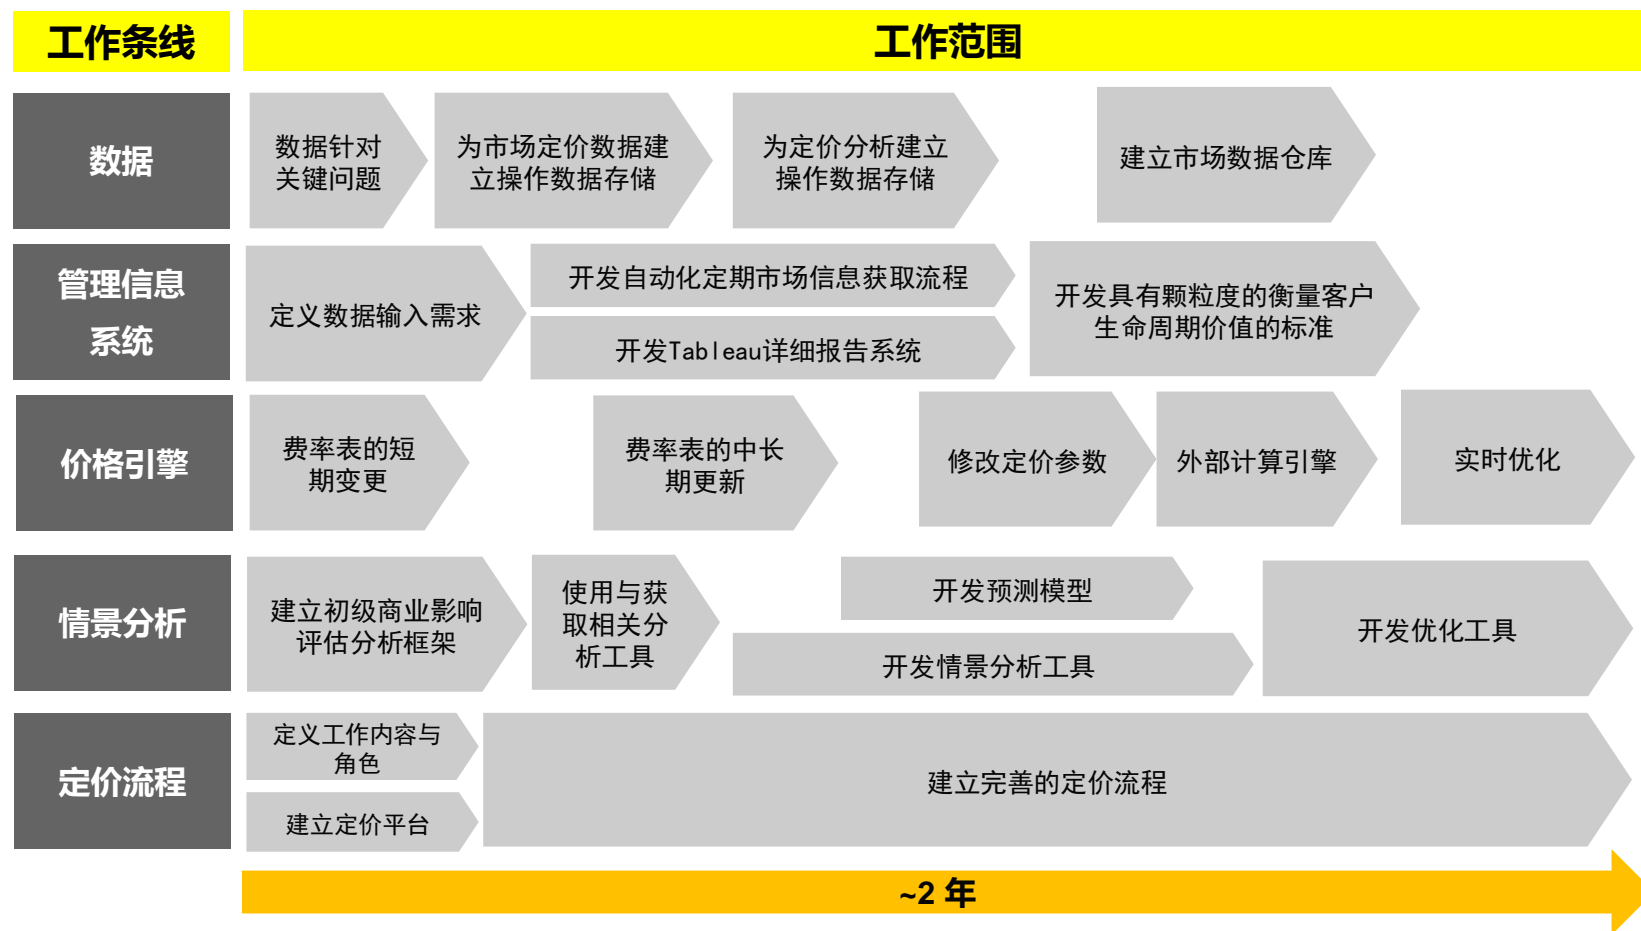 工作条线
工作范围
数据
数据针对
关键问题
为市场定价数据建
立操作数据存储
为定价分析建立
操作数据存储
建立市场数据仓库
管理信息
系统
定义数据输入需求
开发自动化定期市场信息获取流程
开发Tableau详细报告系统
开发具有颗粒度的衡量客户
生命周期价值的标准
价格引擎
费率表的短
期变更
费率表的中长
期更新
修改定价参数
外部计算引擎
实时优化
情景分析
建立初级商业影响
评估分析框架
使用与获
取相关分
析工具
开发预测模型
开发情景分析工具
开发优化工具
定价流程
定义工作内容与
角色
建立定价平台
建立完善的定价流程
~2 年